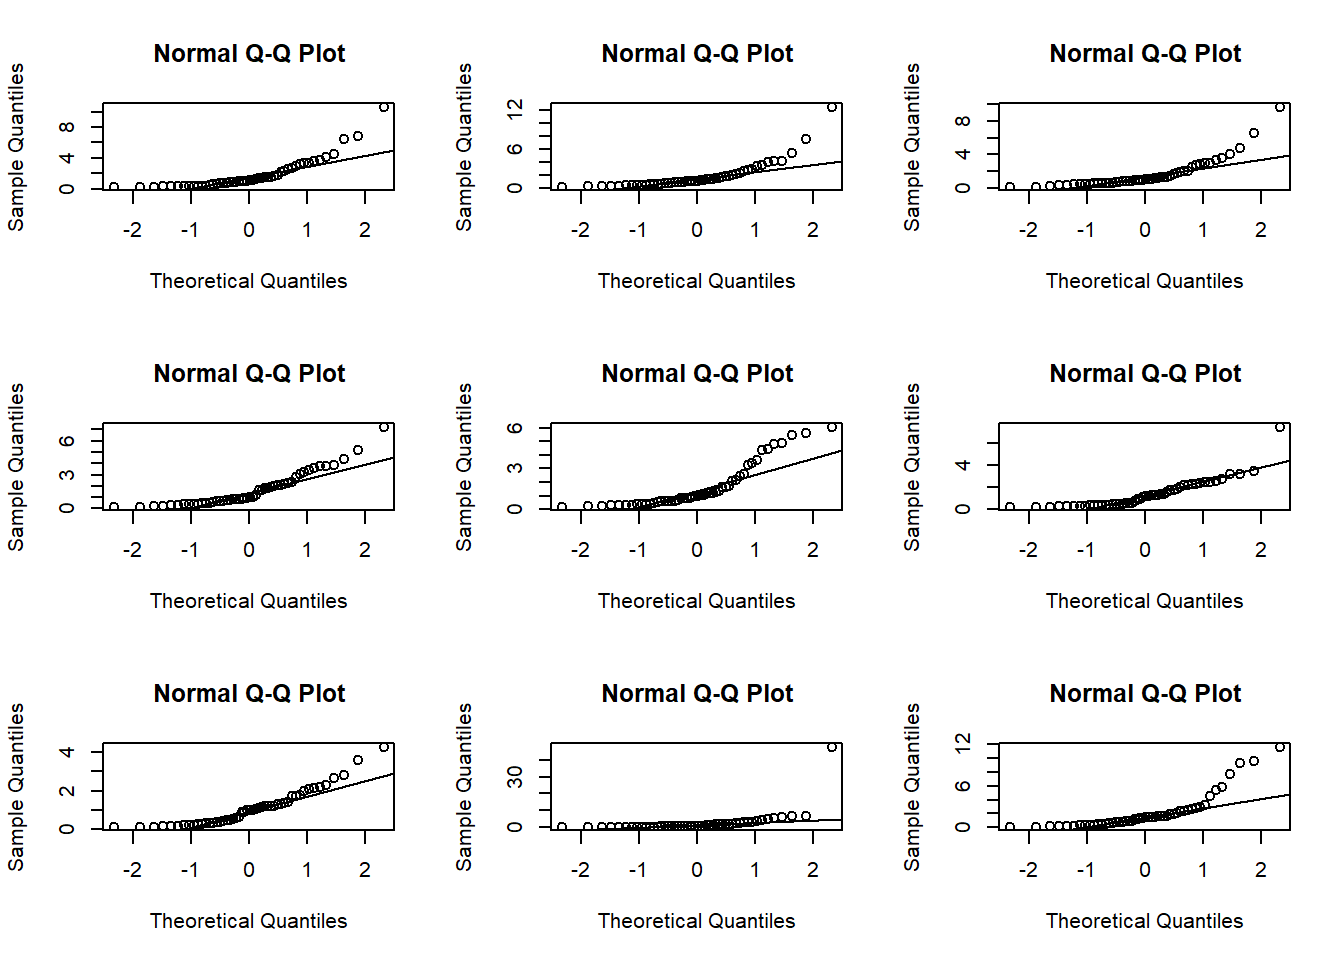 Normal Q-Q Plot
Sample Quantiles
0 4 8
-2 -1 0 1 2
Theoretical Quantiles
Normal Q-Q Plot
Sample Quantiles
0 6 12
-2 -1 0 1 2
Theoretical Quantiles
Normal Q-Q Plot
Sample Quantiles
0 4 8
-2 -1 0 1 2
Theoretical Quantiles
Normal Q-Q Plot
Sample Quantiles
0 3 6
-2 -1 0 1 2
Theoretical Quantiles
Normal Q-Q Plot
Sample Quantiles
0 3 6
-2 -1 0 1 2
Theoretical Quantiles
Normal Q-Q Plot
Sample Quantiles
0 4
-2 -1 0 1 2
Theoretical Quantiles
Normal Q-Q Plot
Sample Quantiles
0 2 4
-2 -1 0 1 2
Theoretical Quantiles
Normal Q-Q Plot
Sample Quantiles
0 30
-2 -1 0 1 2
Theoretical Quantiles
Normal Q-Q Plot
Sample Quantiles
0 6 12
-2 -1 0 1 2
Theoretical Quantiles